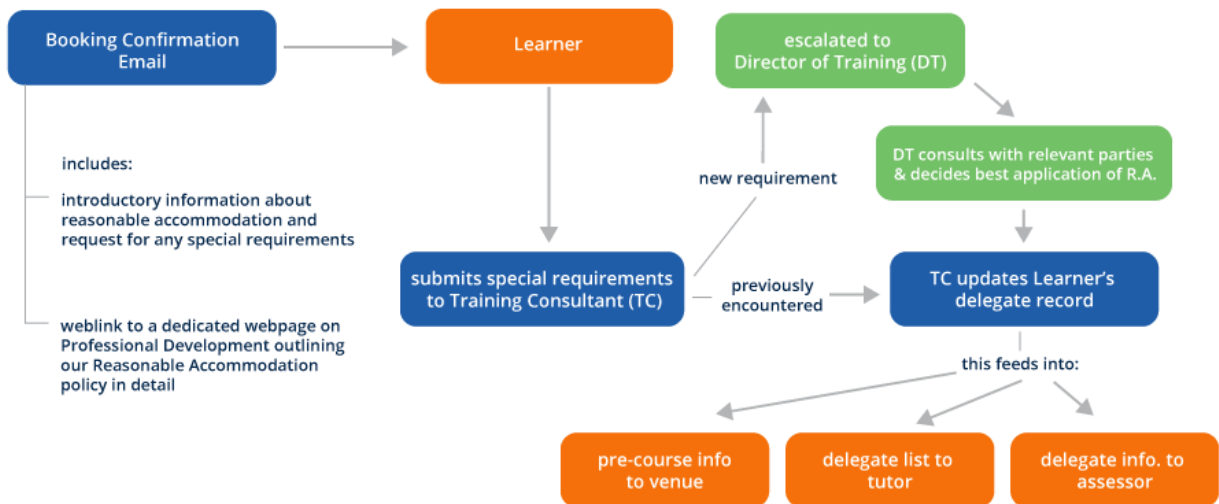 Booking Confirmation
Email
Learner
escalated to
Director of Training (DT)
includes:
introductory information about
reasonable accommodation and
request for any special requirements
weblink to a dedicated webpage on
Professional Development outlining
our Reasonable Accommodation
policy in detail
submits special requirements
to Training Consultant (TC)
new requirement
DT consults with relevant parties
& decides best application of R.A.
previously
encountered
TC updates Learner's
delegate record
this feeds into:
pre-course info
to venue
delegate list to
tutor
delegate info. to
assessor